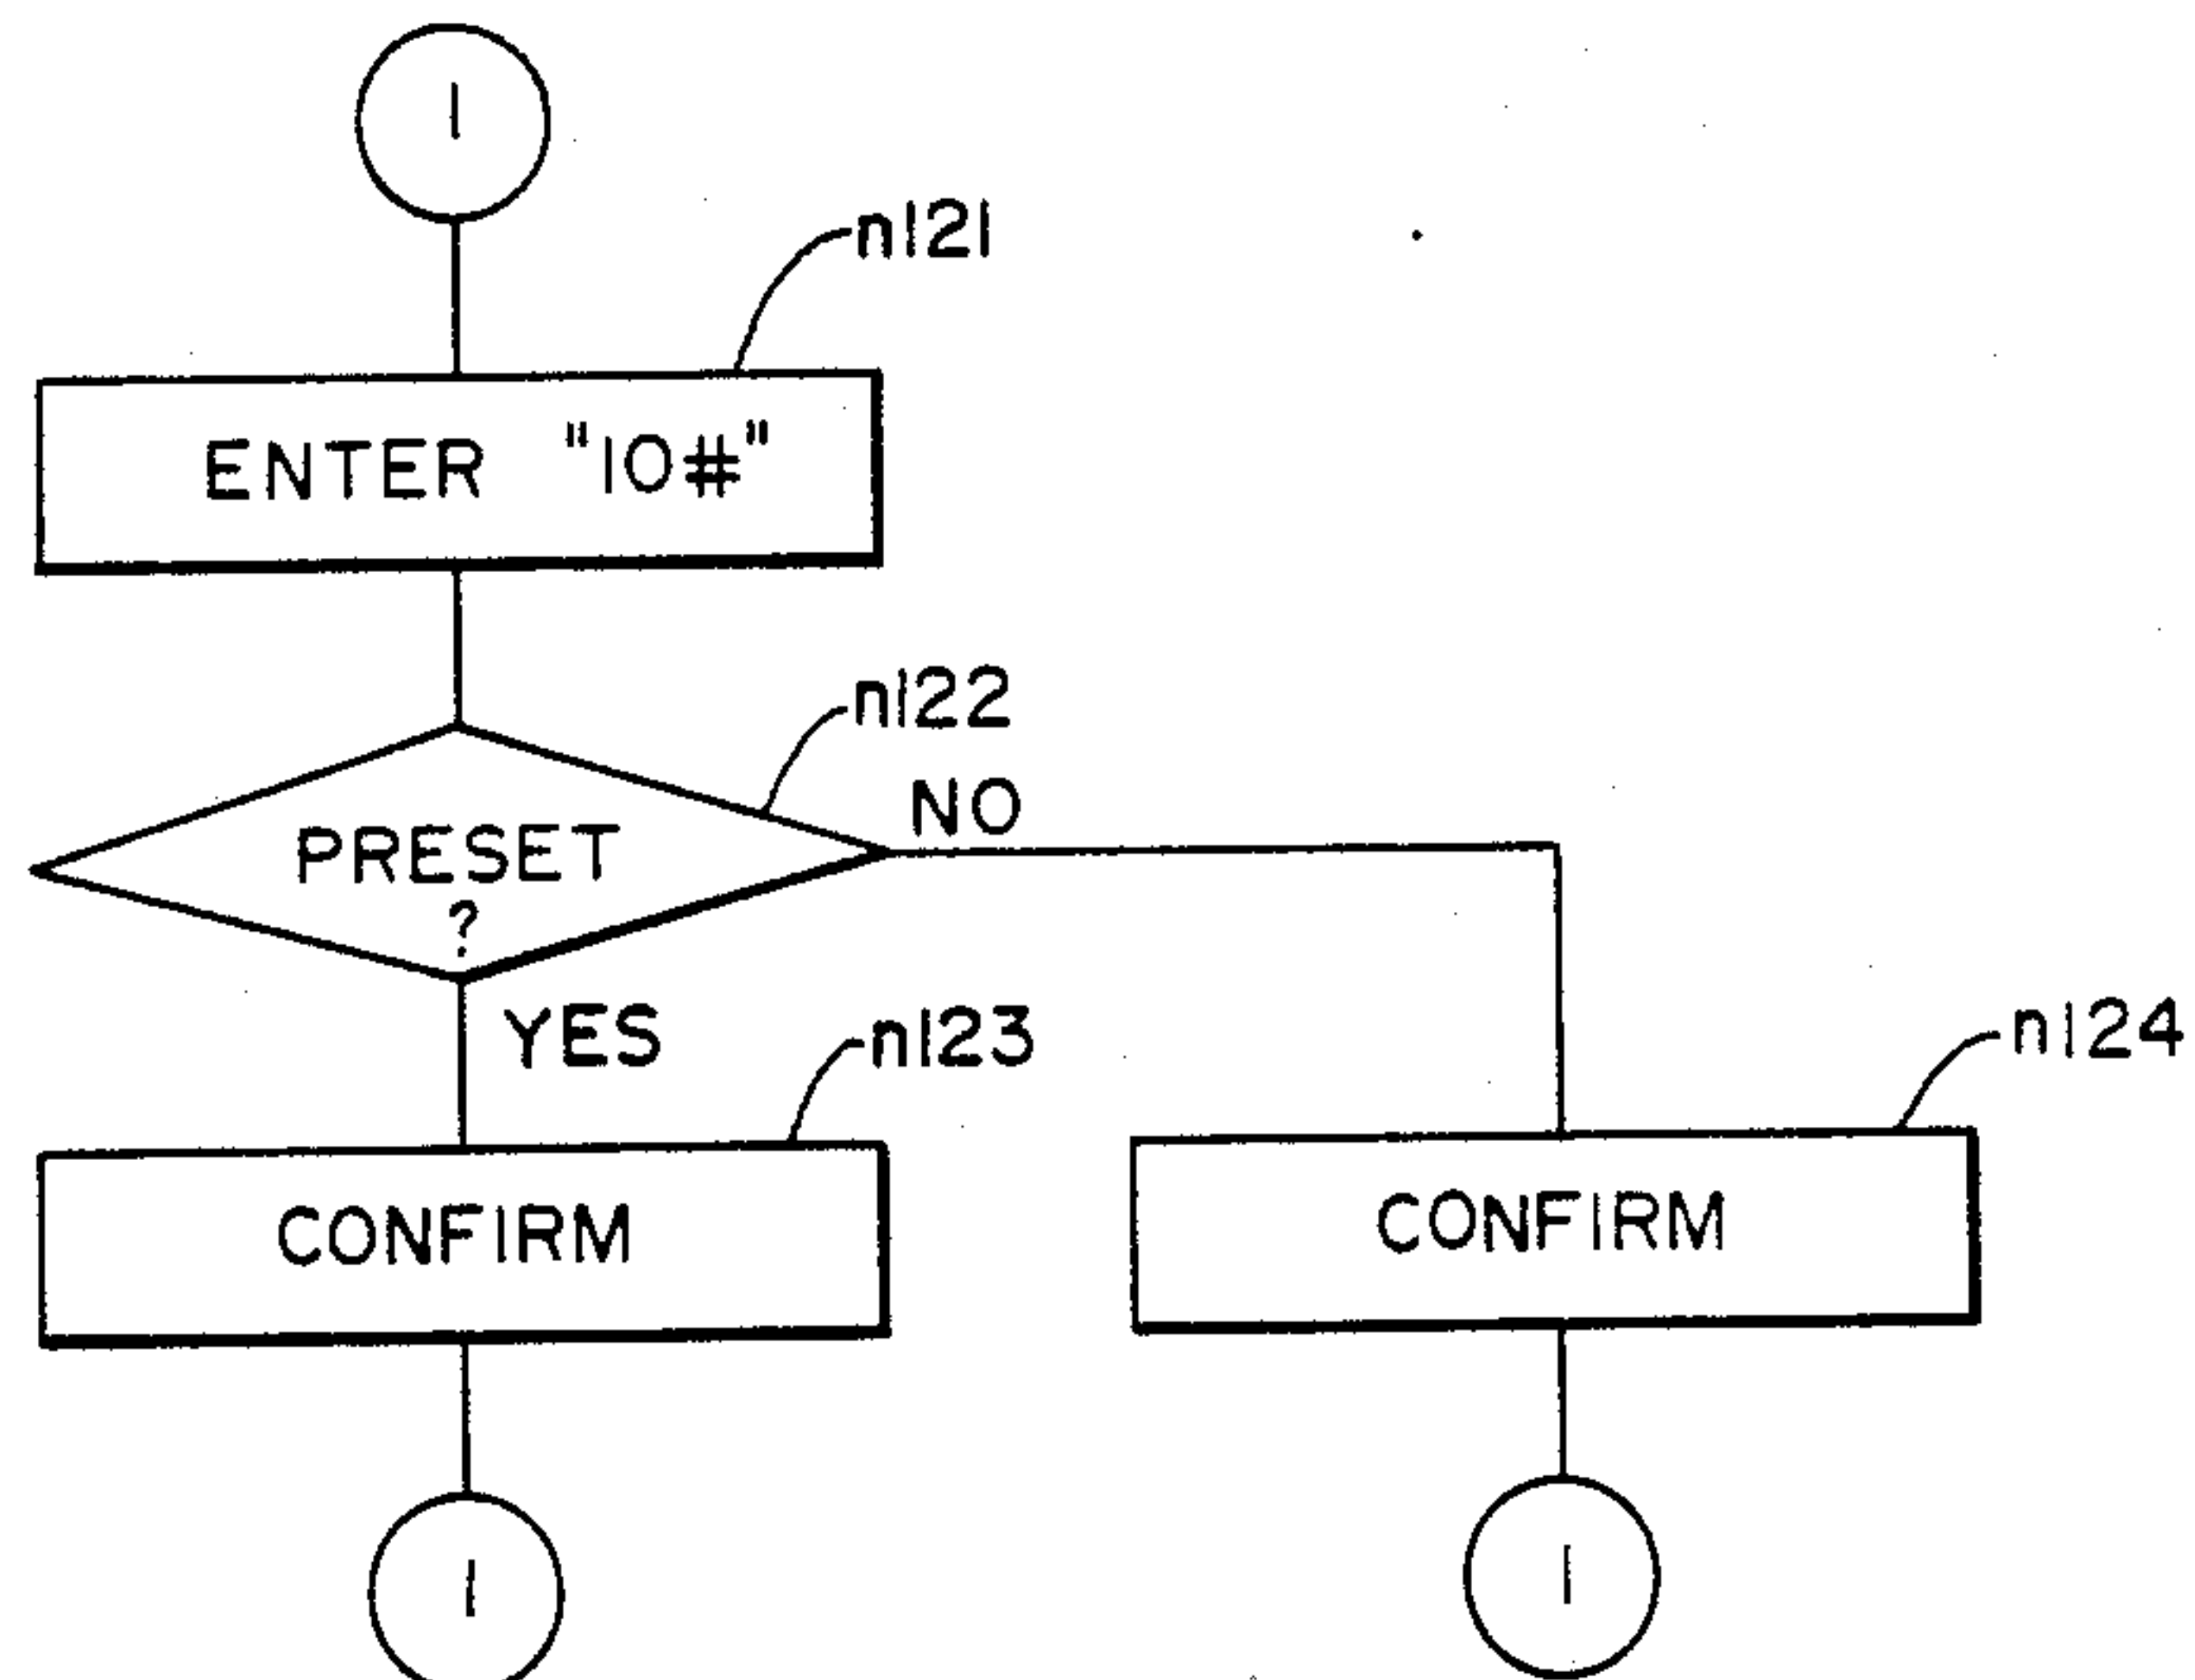 1
n121
ENTER "10#"
n122
NO
PRESET
?
YES
n123
n124
CONFIRM
CONFIRM
1
1